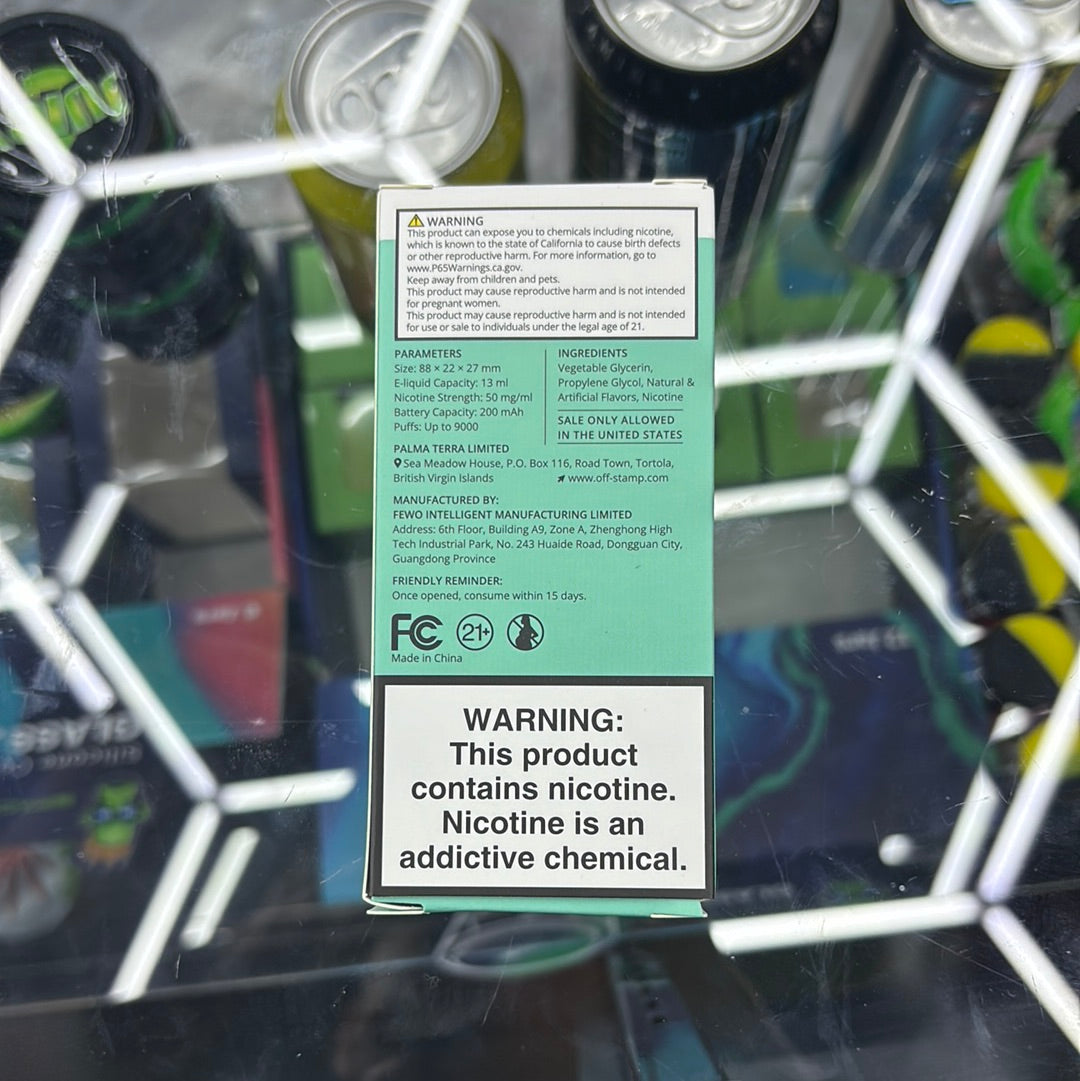 WARNING
This product can expose you to chemicals including nicotine,
which is known to the state of California to cause birth defects
or other reproductive harm. For more information, go to
www.P65Warnings.ca.gov.
Keep away from children and pets.
This product may cause reproductive harm and is not intended
for pregnant women.
This product may cause reproductive harm and is not intended
for use or sale to individuals under the legal age of 21.
PARAMETERS
Size: 88 × 22 × 27 mm
E-liquid Capacity: 13 ml
Nicotine Strength: 50 mg/ml
Battery Capacity: 200 mAh
Puffs: Up to 9000
INGREDIENTS
Vegetable Glycerin,
Propylene Glycol, Natural &
Artificial Flavors, Nicotine
SALE ONLY ALLOWED
IN THE UNITED STATES
PALMA TERRA LIMITED
Sea Meadow House, P.O. Box 116, Road Town, Tortola,
British Virgin Islands
www.off-stamp.com
MANUFACTURED BY:
FEWO INTELLIGENT MANUFACTURING LIMITED
Address: 6th Floor, Building A9, Zone A, Zhenghong High
Tech Industrial Park, No. 243 Huaide Road, Dongguan City,
Guangdong Province
FRIENDLY REMINDER:
Once opened, consume within 15 days.
FC 21+
Made in China
WARNING:
This product
contains nicotine.
Nicotine is an
addictive chemical.